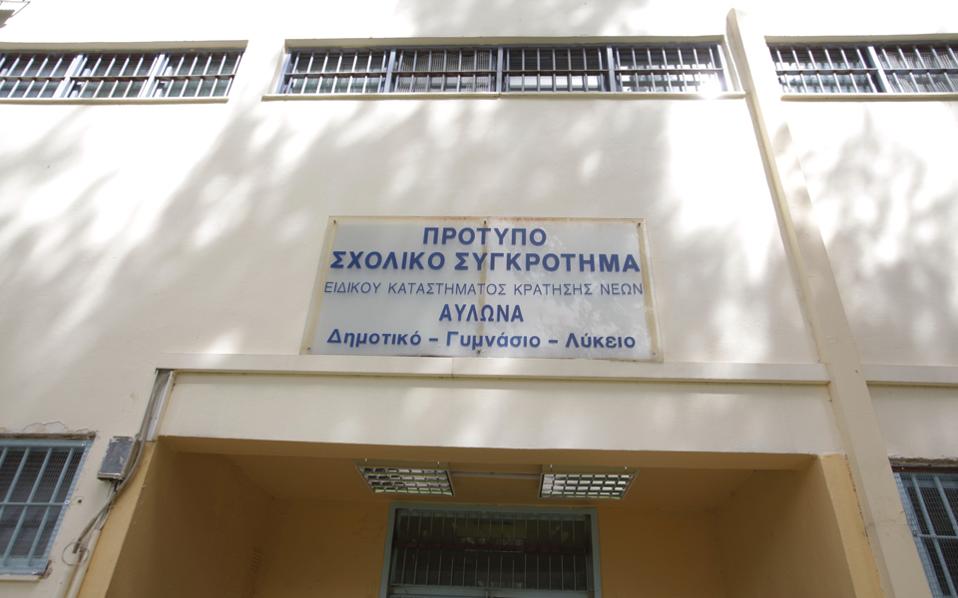 ΠΡΟΤΥΠΟ
ΣΧΟΛΙΚΟ ΣΥΓΚΡΟΤΗΜΑ
ΕΙΔΙΚΟΥ ΚΑΤΑΣΤΗΜΑΤΟΣ ΚΡΑΤΗΣΗΣ ΝΕΩΝ
ΑΥΛΩΝΑ
Δημοτικό – Γυμνάσιο – Λύκειο